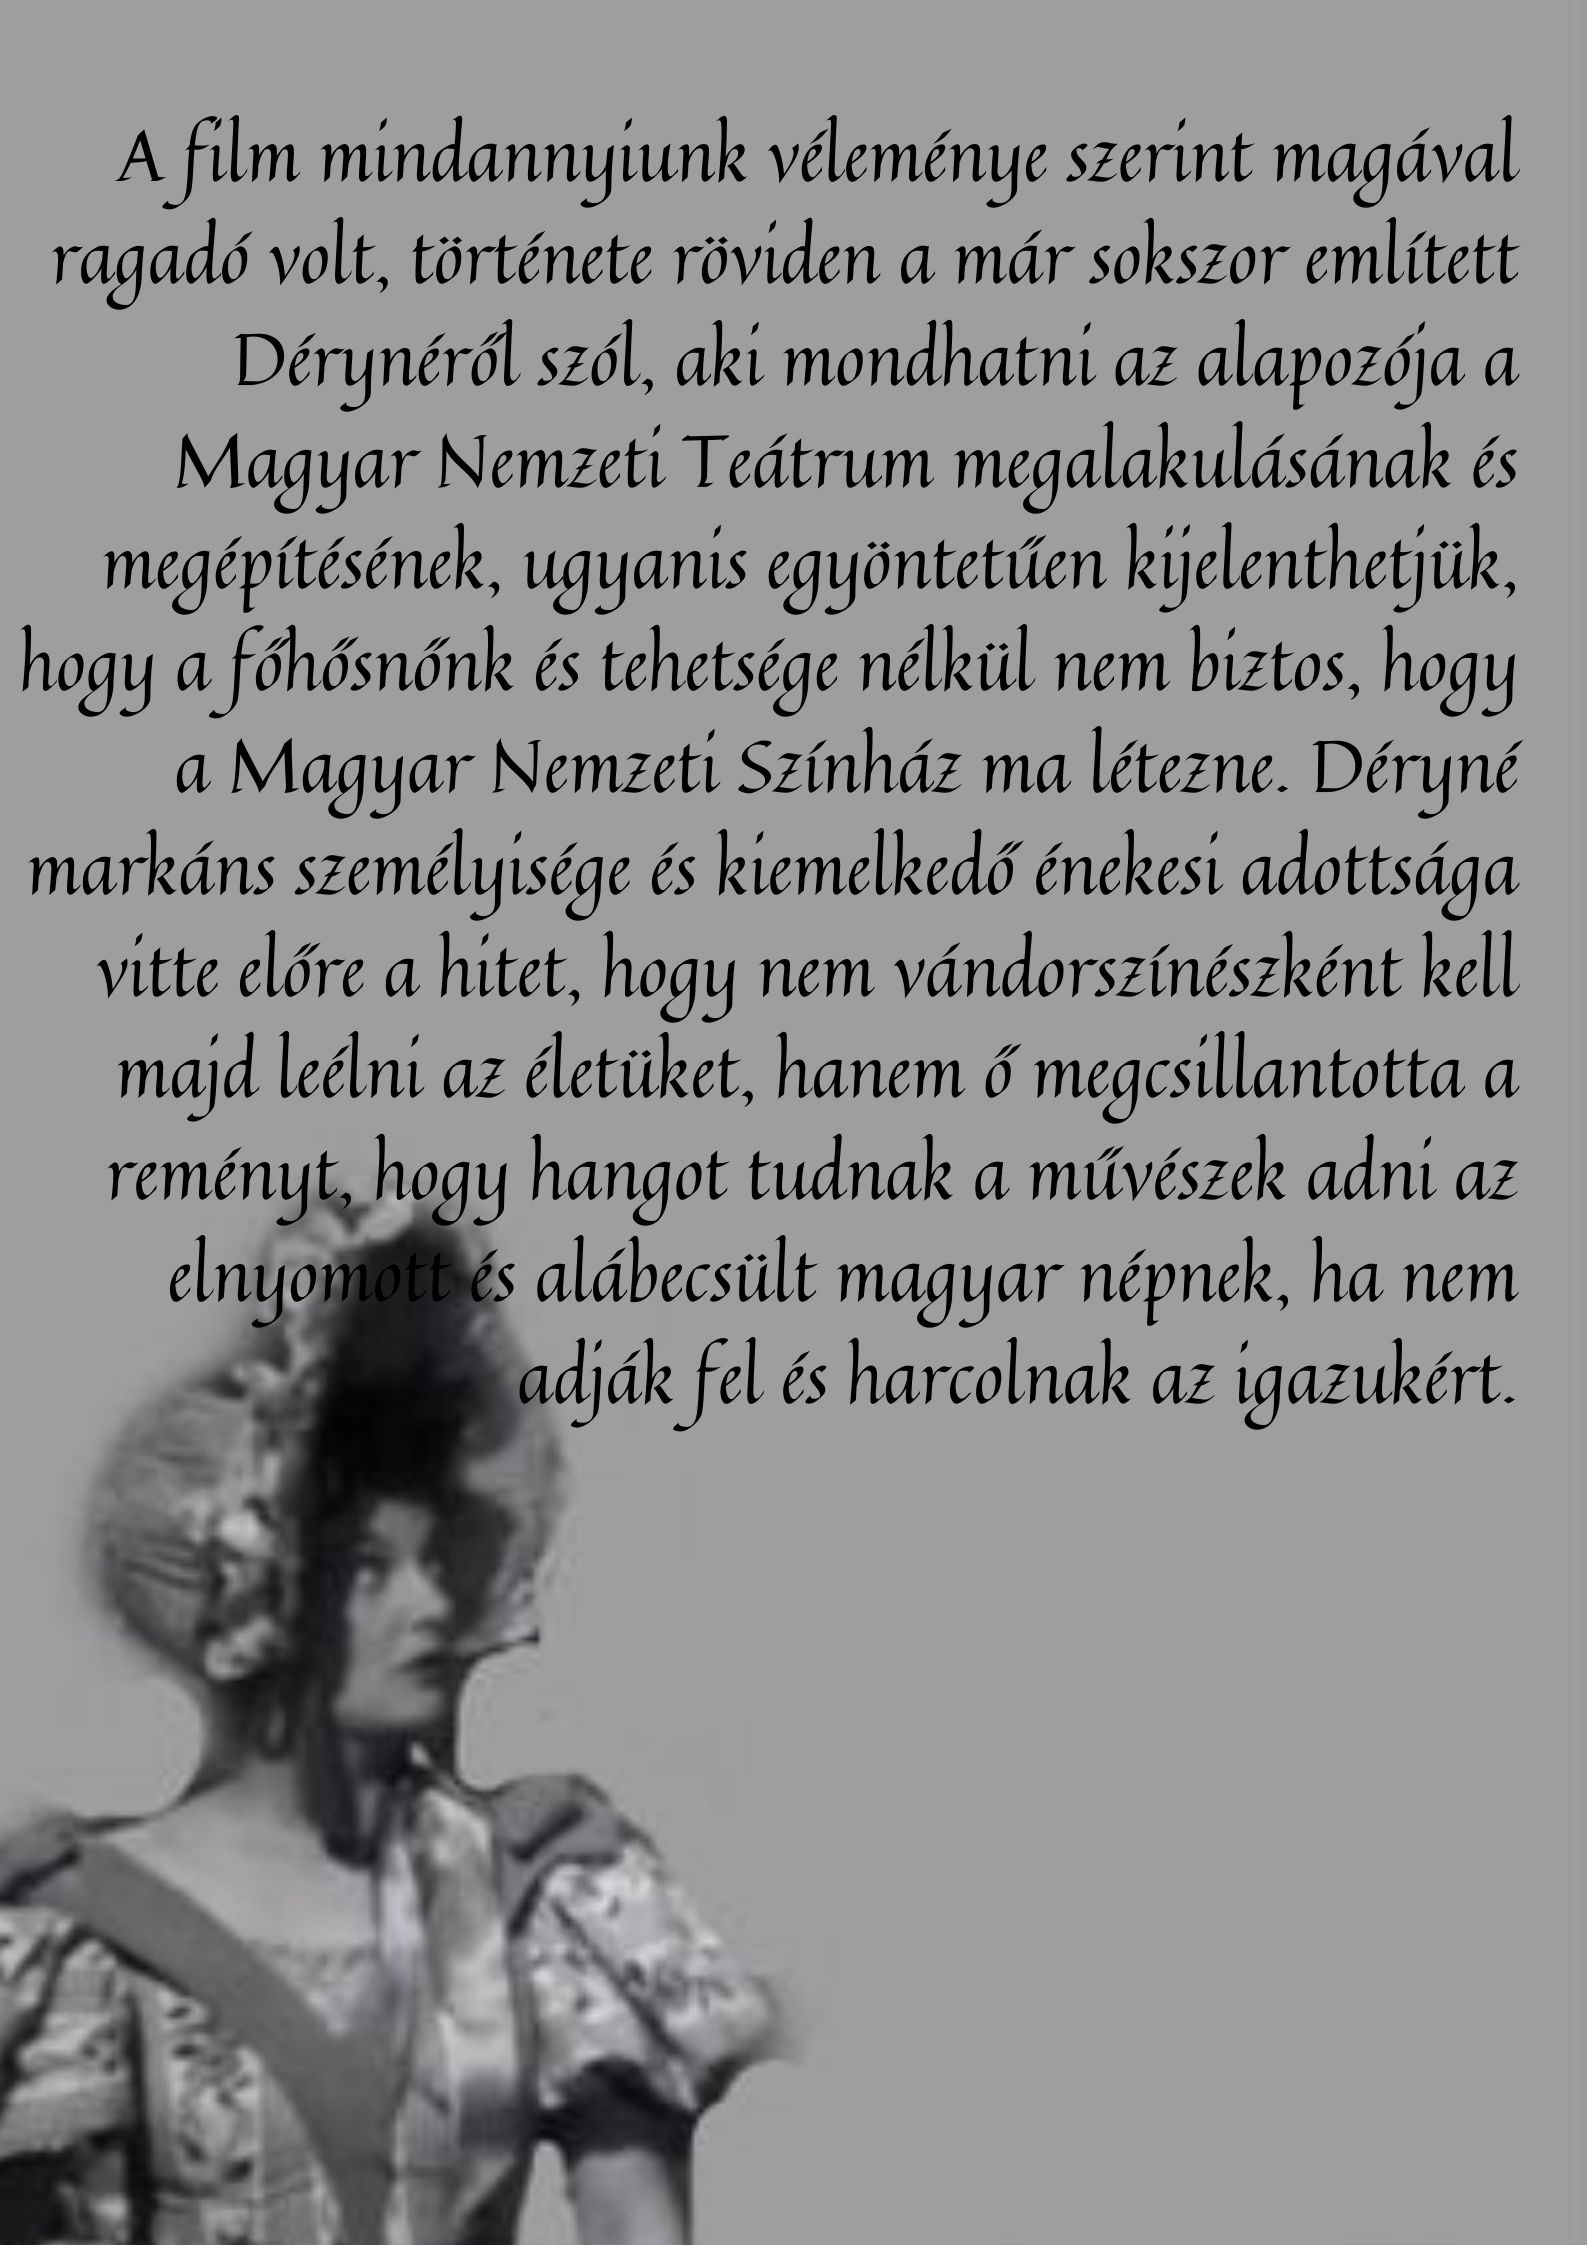 A film mindannyiunk véleménye szerint magával
ragadó volt, története röviden a már sokszor említett
Dérynéről szól, aki mondhatni az alapozója a
Magyar Nemzeti Teátrum megalakulásának és
megépítésének, ugyanis egyöntetűen kijelenthetjük,
hogy a főhősnőnk és tehetsége nélkül nem biztos, hogy
a Magyar Nemzeti Színház ma létezne. Déryné
markáns személyisége és kiemelkedő énekesi adottsága
vitte előre a hitet, hogy nem vándorszínészként kell
majd leélni az életüket, hanem ő megcsillantotta a
reményt, hogy hangot tudnak a művészek adni az
elnyomott és alábecsült magyar népnek, ha nem
adják fel és harcolnak az igazukért.